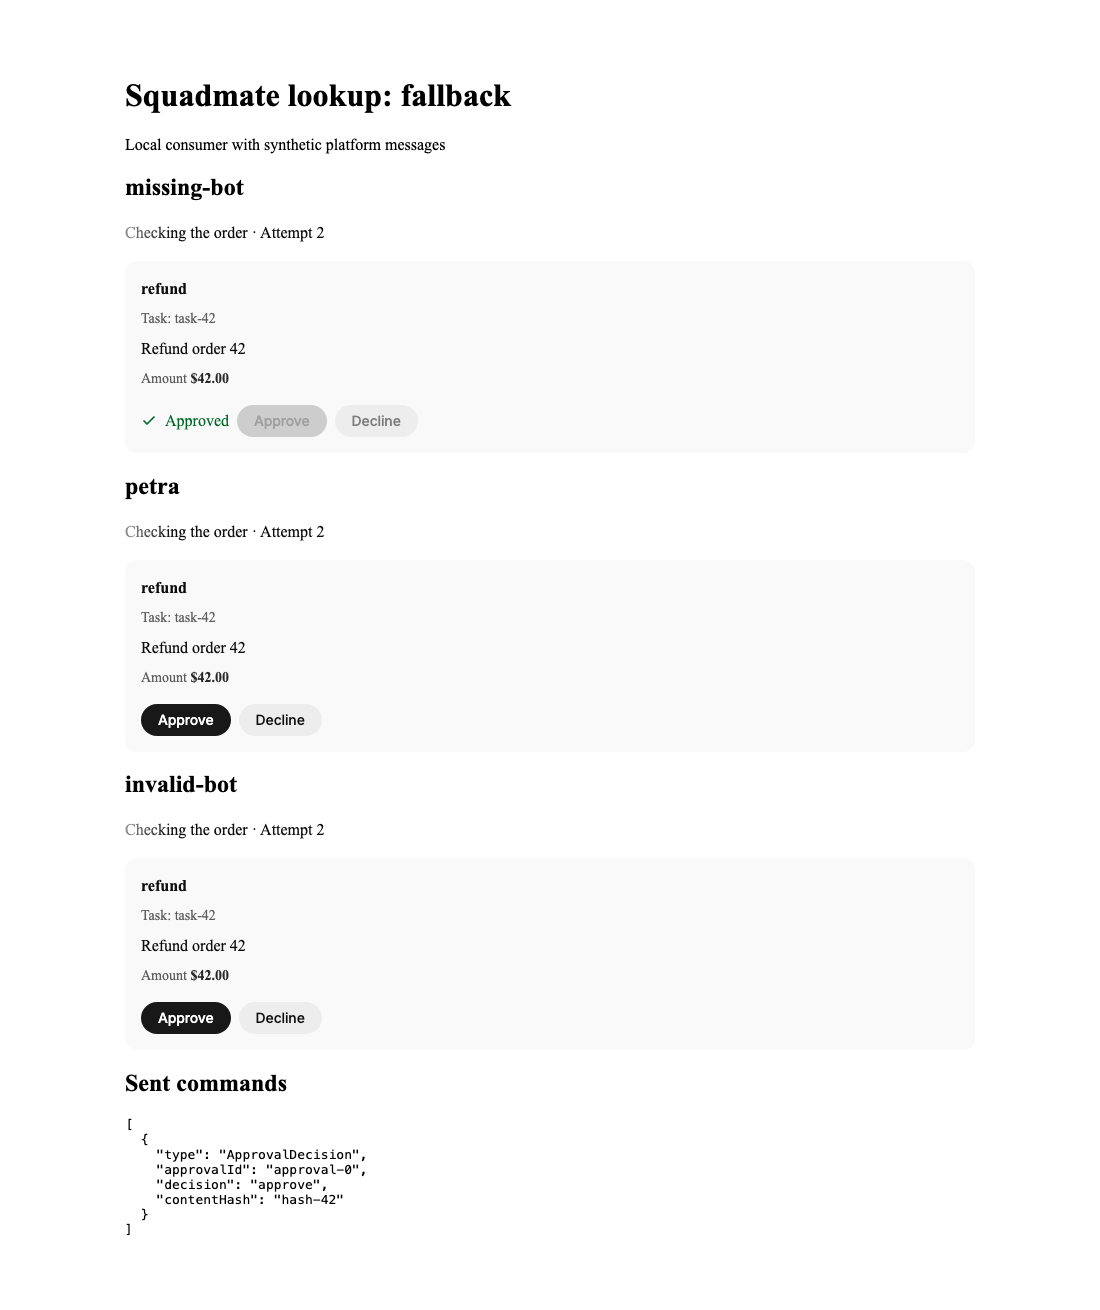 Squadmate lookup: fallback
Local consumer with synthetic platform messages
missing-bot
Checking the order · Attempt 2
refund
Task: task-42
Refund order 42
Amount $42.00
Approved Approve Decline
petra
Checking the order · Attempt 2
refund
Task: task-42
Refund order 42
Amount $42.00
Approve Decline
invalid-bot
Checking the order · Attempt 2
refund
Task: task-42
Refund order 42
Amount $42.00
Approve Decline
Sent commands
[
  {
    "type": "ApprovalDecision",
    "approvalId": "approval-0",
    "decision": "approve",
    "contentHash": "hash-42"
  }
]